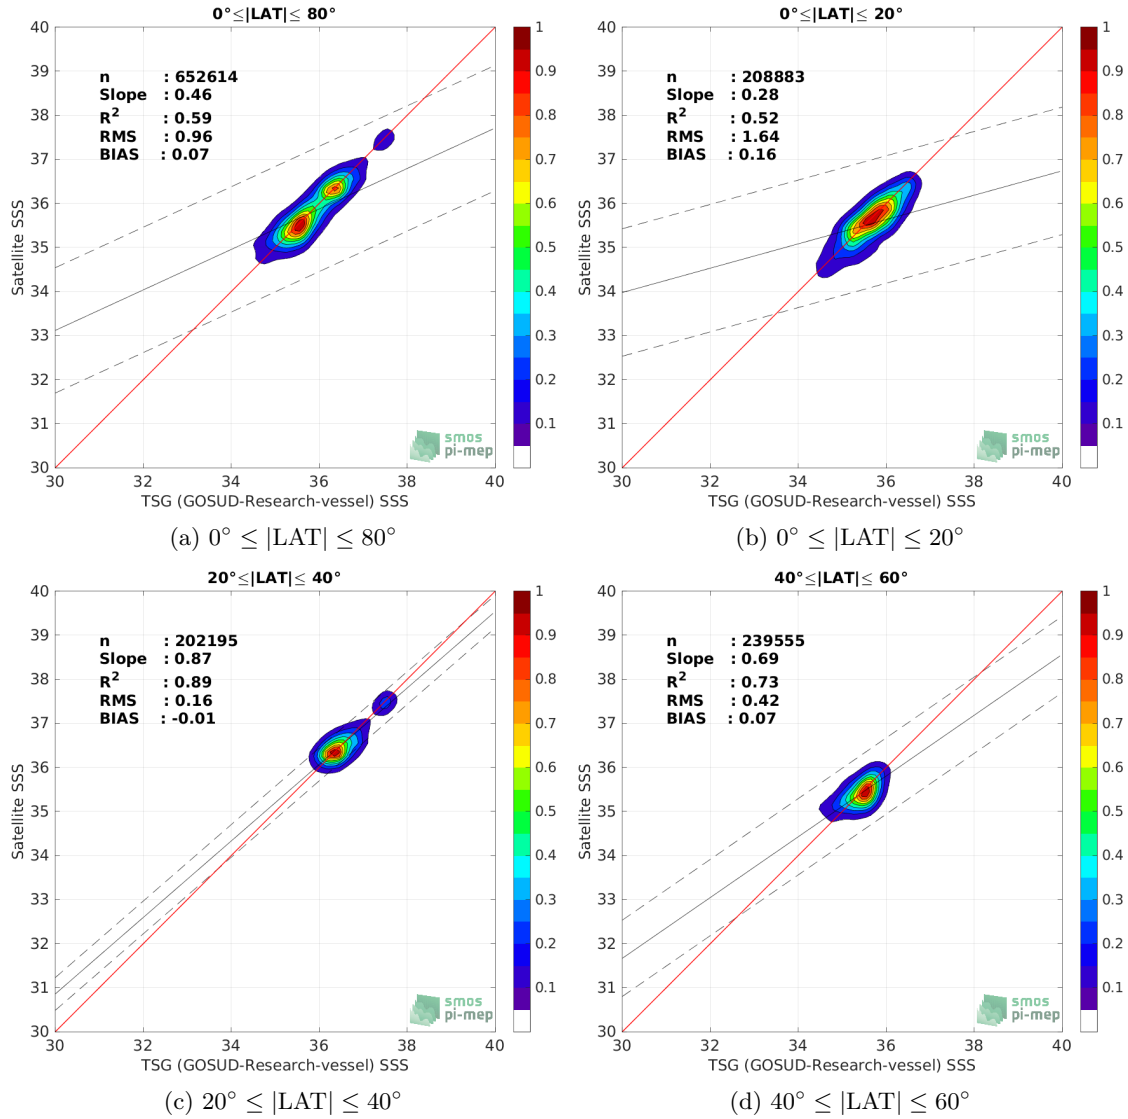 0°≤|LAT|≤ 80°
40
39
38
37
36
35
34
33
32
31
30
n : 652614
Slope : 0.46
R² : 0.59
RMS : 0.96
BIAS : 0.07
Satellite SSS
30 32 34 36 38 40
TSG (GOSUD-Research-vessel) SSS
smos
pi-mep
1
0.9
0.8
0.7
0.6
0.5
0.4
0.3
0.2
0.1
(a) 0° ≤ |LAT| ≤ 80°
0°≤|LAT|≤ 20°
40
39
38
37
36
35
34
33
32
31
30
n : 208883
Slope : 0.28
R² : 0.52
RMS : 1.64
BIAS : 0.16
Satellite SSS
30 32 34 36 38 40
TSG (GOSUD-Research-vessel) SSS
smos
pi-mep
1
0.9
0.8
0.7
0.6
0.5
0.4
0.3
0.2
0.1
(b) 0° ≤ |LAT| ≤ 20°
20°≤|LAT|≤ 40°
40
39
38
37
36
35
34
33
32
31
30
n : 202195
Slope : 0.87
R² : 0.89
RMS : 0.16
BIAS : -0.01
Satellite SSS
30 32 34 36 38 40
TSG (GOSUD-Research-vessel) SSS
smos
pi-mep
1
0.9
0.8
0.7
0.6
0.5
0.4
0.3
0.2
0.1
(c) 20° ≤ |LAT| ≤ 40°
40°≤|LAT|≤ 60°
40
39
38
37
36
35
34
33
32
31
30
n : 239555
Slope : 0.69
R² : 0.73
RMS : 0.42
BIAS : 0.07
Satellite SSS
30 32 34 36 38 40
TSG (GOSUD-Research-vessel) SSS
smos
pi-mep
1
0.9
0.8
0.7
0.6
0.5
0.4
0.3
0.2
0.1
(d) 40° ≤ |LAT| ≤ 60°